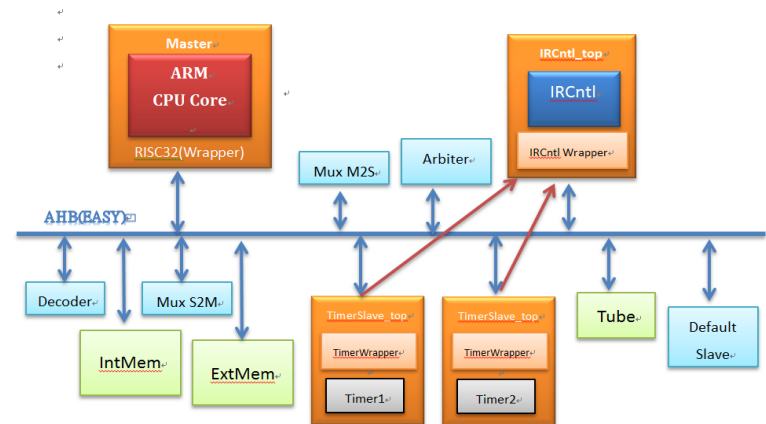 Master
ARM
CPU Core
RISC32(Wrapper)
IRCntl_top
IRCntl
IRCntl Wrapper
Mux M2S
Arbiter
AHB(EASY)
Decoder
Mux S2M
IntMem
ExtMem
TimerSlave_top
TimerWrapper
Timer1
TimerSlave_top
TimerWrapper
Timer2
Tube
Default
Slave